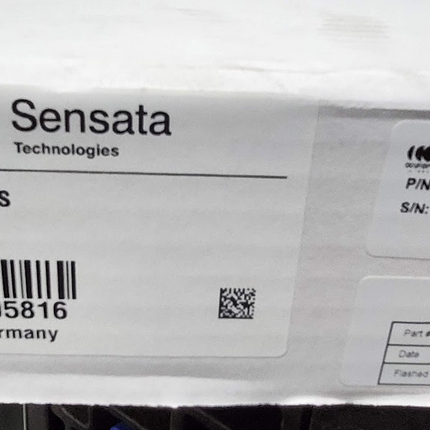 Sensata
Technologies
s
5816
rmany
P/N
S/N:
Part #
Date
Flashed